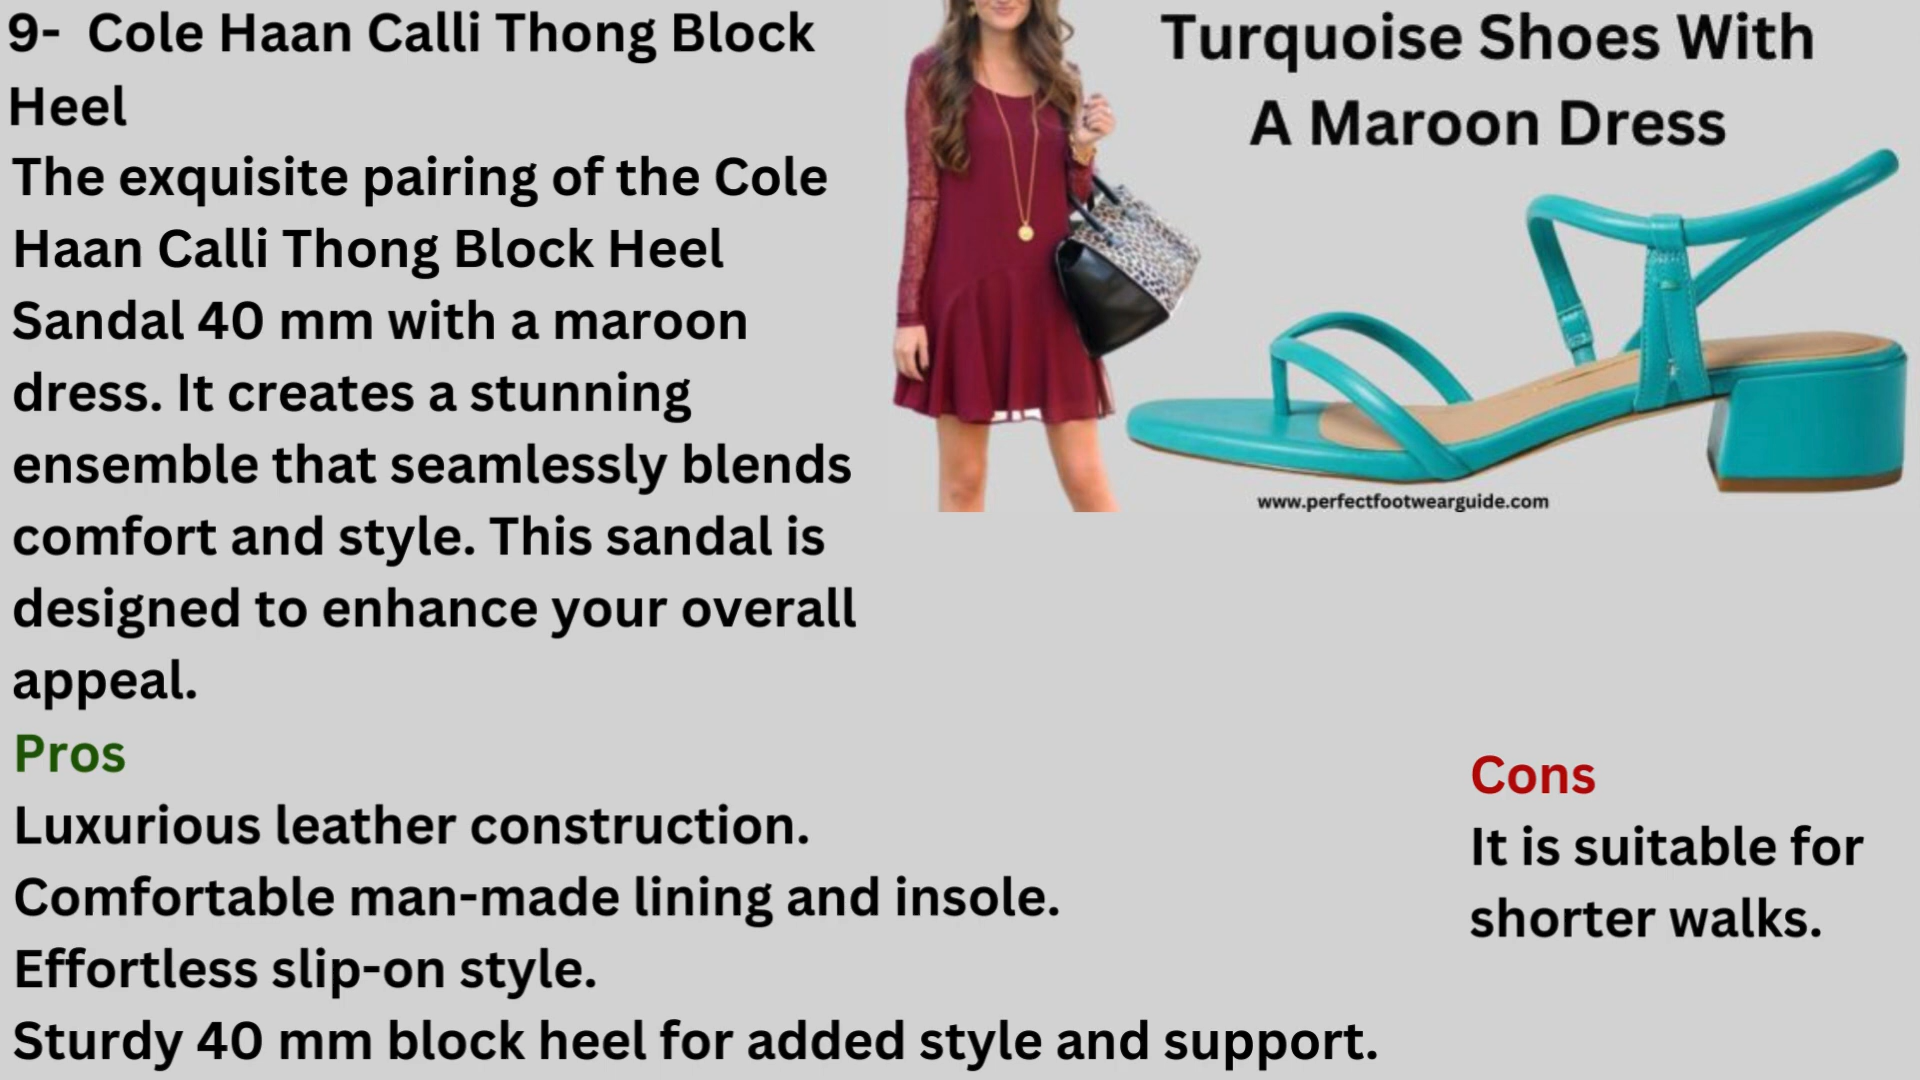 9-  Cole Haan Calli Thong Block
Heel
The exquisite pairing of the Cole
Haan Calli Thong Block Heel
Sandal 40 mm with a maroon
dress. It creates a stunning
ensemble that seamlessly blends
comfort and style. This sandal is
designed to enhance your overall
appeal.
Turquoise Shoes With
A Maroon Dress
www.perfectfootwearguide.com
Pros
Luxurious leather construction.
Comfortable man-made lining and insole.
Effortless slip-on style.
Sturdy 40 mm block heel for added style and support.
Cons
It is suitable for
shorter walks.